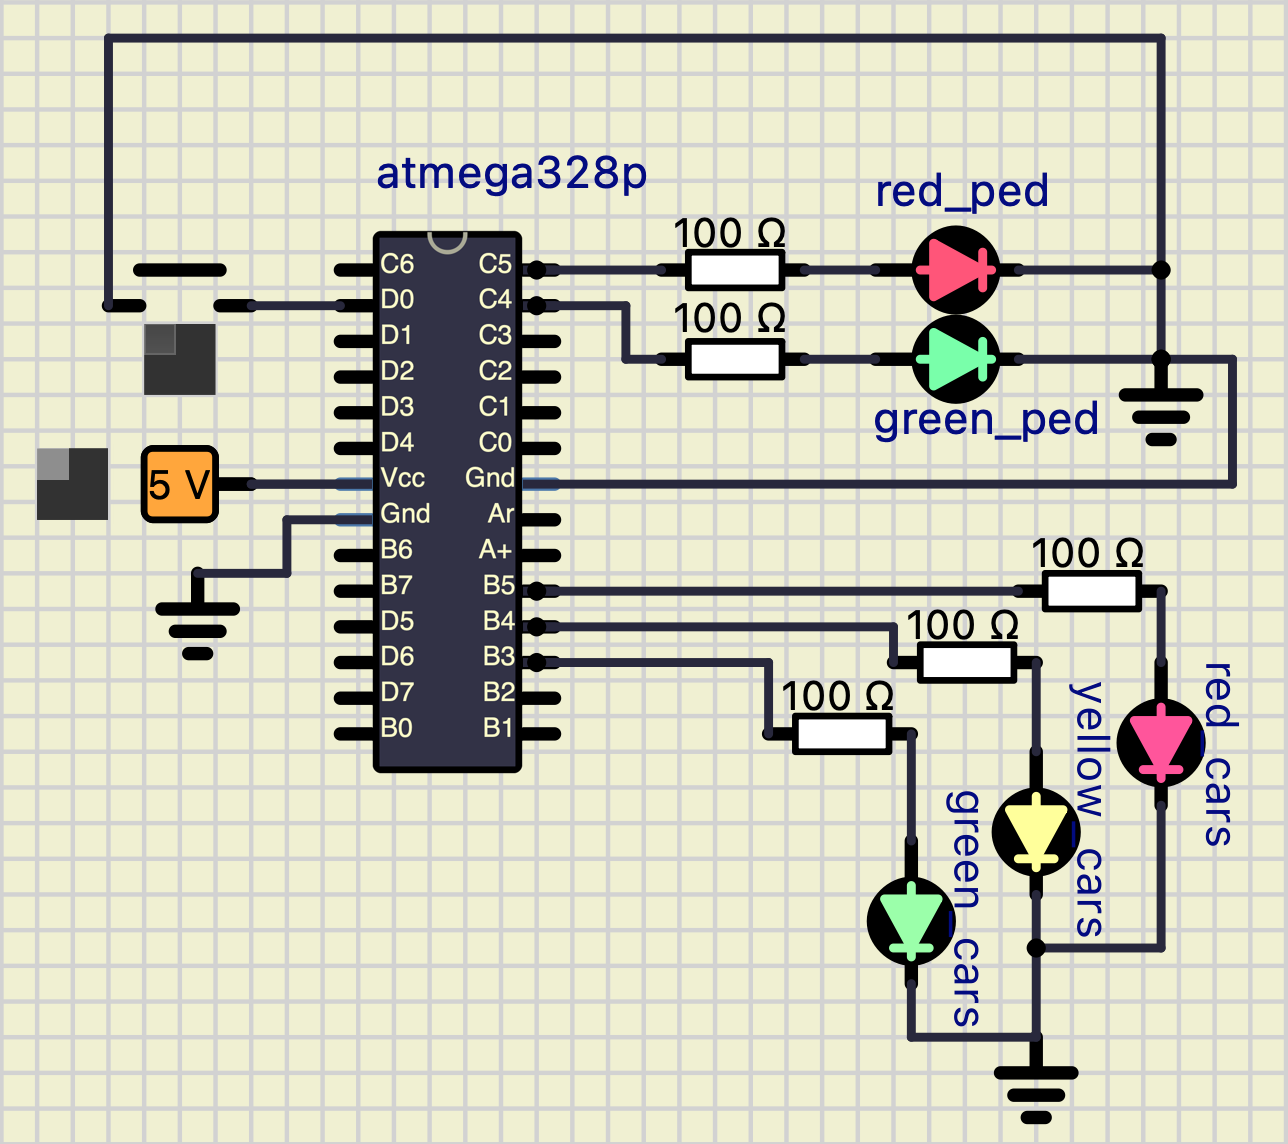 atmega328p
red_ped
100 Ω
100 Ω
green_ped
C6 C5
D0 C4
D1 C3
D2 C2
D3 C1
D4 C0
Vcc Gnd
Gnd Ar
B6 A+
B7 B5
D5 B4
D6 B3
D7 B2
B0 B1
5 V
100 Ω
100 Ω
100 Ω
red_cars
yellow_cars
green_cars